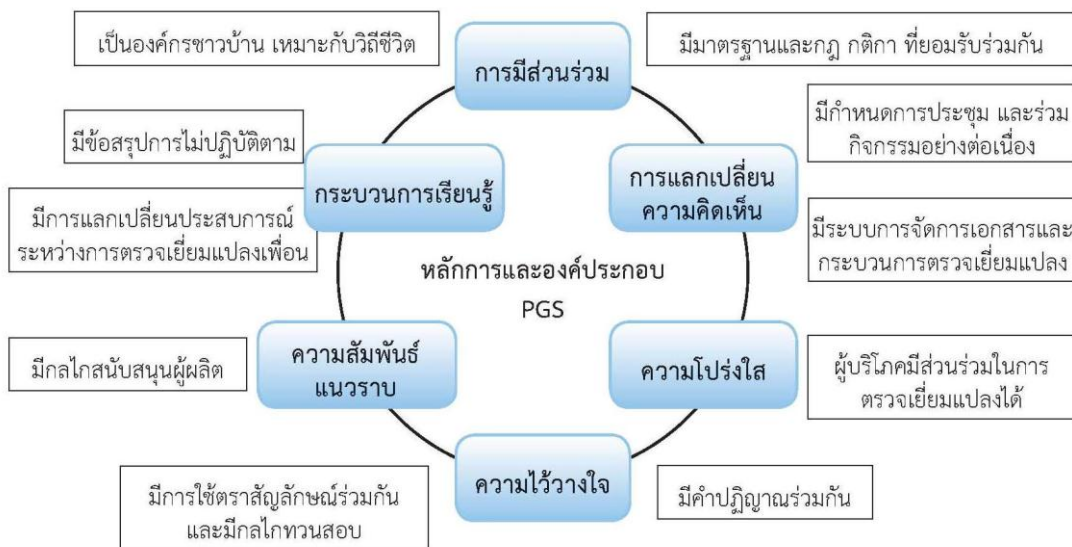 เป็นองค์กรชาวบ้าน เหมาะกับวิถีชีวิต
การมีส่วนร่วม
มีมาตรฐานและกฎ กติกา ที่ยอมรับร่วมกัน
มีข้อสรุปการไม่ปฏิบัติตาม
กระบวนการเรียนรู้
การแลกเปลี่ยน
ความคิดเห็น
มีกำหนดการประชุม และร่วม
กิจกรรมอย่างต่อเนื่อง
มีการแลกเปลี่ยนประสบการณ์
ระหว่างการตรวจเยี่ยมแปลงเพื่อน
หลักการและองค์ประกอบ
PGS
มีระบบการจัดการเอกสารและ
กระบวนการตรวจเยี่ยมแปลง
มีกลไกสนับสนุนผู้ผลิต
ความสัมพันธ์
แนวราบ
ความโปร่งใส
ผู้บริโภคมีส่วนร่วมในการ
ตรวจเยี่ยมแปลงได้
มีการใช้ตราสัญลักษณ์ร่วมกัน
และมีกลไกทวนสอบ
ความไว้วางใจ
มีคำปฏิญาณร่วมกัน